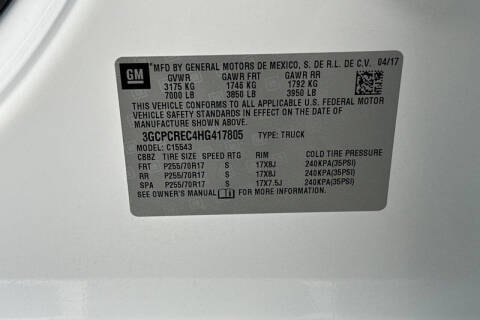 GM MFD BY GENERAL MOTORS DE MEXICO, S. DE R.L. DE C.V. 04/17
GVWR GAWR FRT GAWR RR
3175 KG 1746 KG 1792 KG
7000 LB 3850 LB 3950 LB
THIS VEHICLE CONFORMS TO ALL APPLICABLE U.S. FEDERAL MOTOR
VEHICLE SAFETY STANDARDS IN EFFECT ON THE DATE OF
MANUFACTURE SHOWN ABOVE.
3GCPCREC4HG417805 TYPE: TRUCK
MODEL: C15543
CBBZ TIRE SIZE SPEED RTG RIM COLD TIRE PRESSURE
FRT P255/70R17 S 17X8J 240KPA(35PSI)
RR P255/70R17 S 17X8J 240KPA(35PSI)
SPA P255/70R17 S 17X7.5J 240KPA(35PSI)
SEE OWNER'S MANUAL FOR MORE INFORMATION.